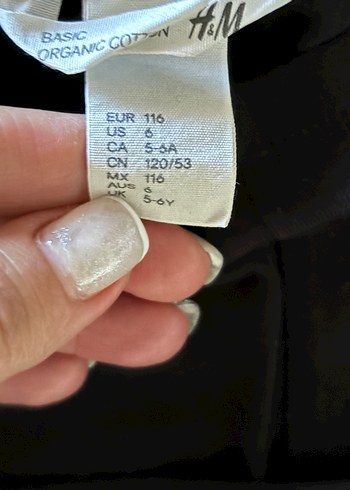 H&M
BASIC
ORGANIC COTTON
EUR 116
US 6
CA 5-6A
CN 120/53
MX 116
AUS 6
UK 5-6Y